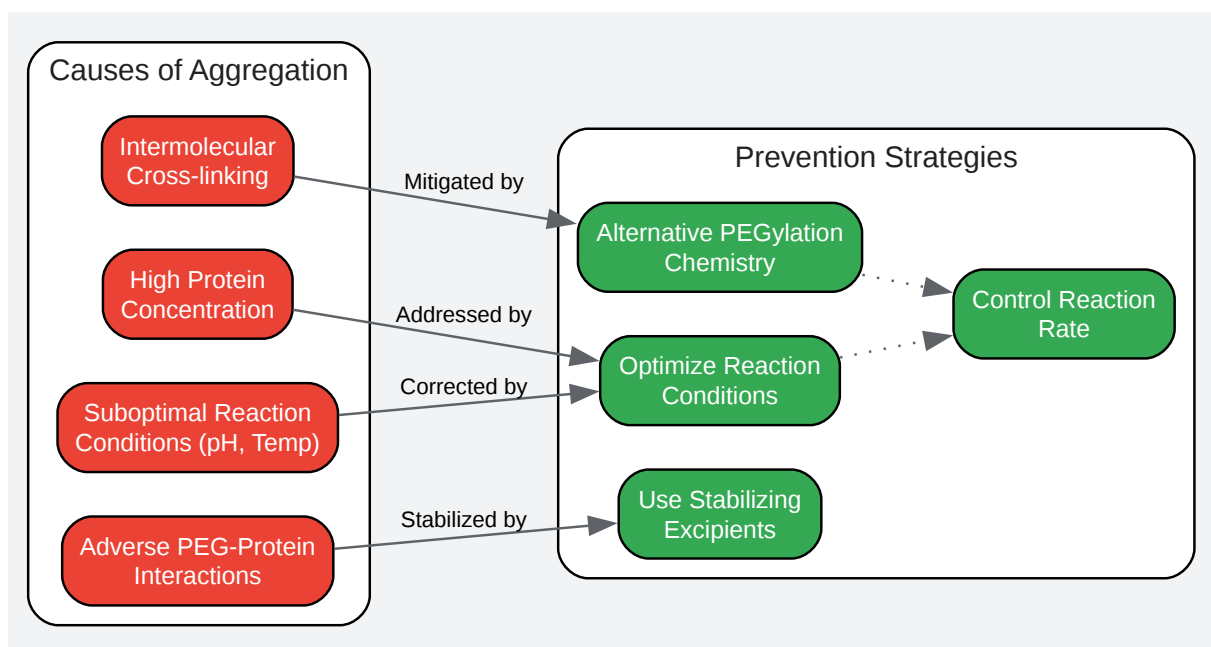 Causes of Aggregation
Intermolecular
Cross-linking
High Protein
Concentration
Suboptimal Reaction
Conditions (pH, Temp)
Adverse PEG-Protein
Interactions
Mitigated by
Addressed by
Corrected by
Stabilized by
Prevention Strategies
Alternative PEGylation
Chemistry
Optimize Reaction
Conditions
Use Stabilizing
Excipients
Control Reaction
Rate